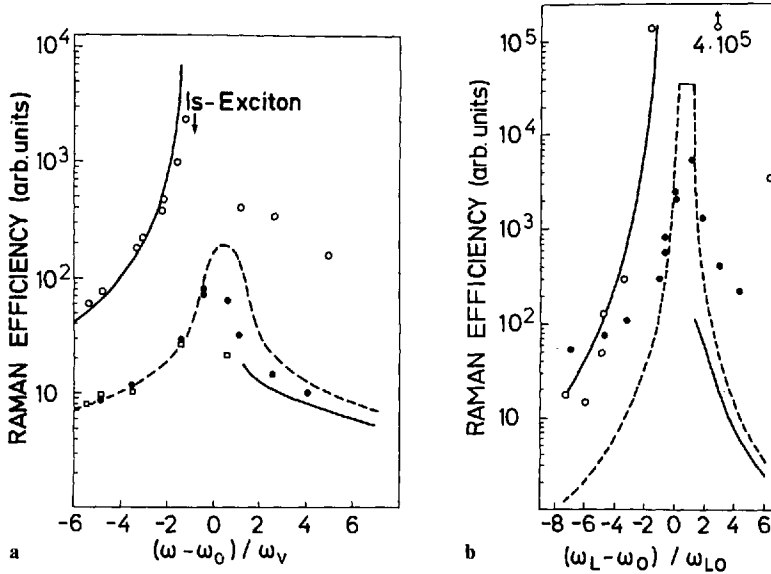 10⁴
10³
10²
10
RAMAN EFFICIENCY (arb. units)
1s-Exciton
-6 -4 -2 0 2 4 6
(ω-ω₀)/ω_V
a
10⁵
10⁴
10³
10²
10
RAMAN EFFICIENCY (arb. units)
4·10⁵
-8 -6 -4 -2 0 2 4 6
(ω_L-ω₀) / ω_LO
b